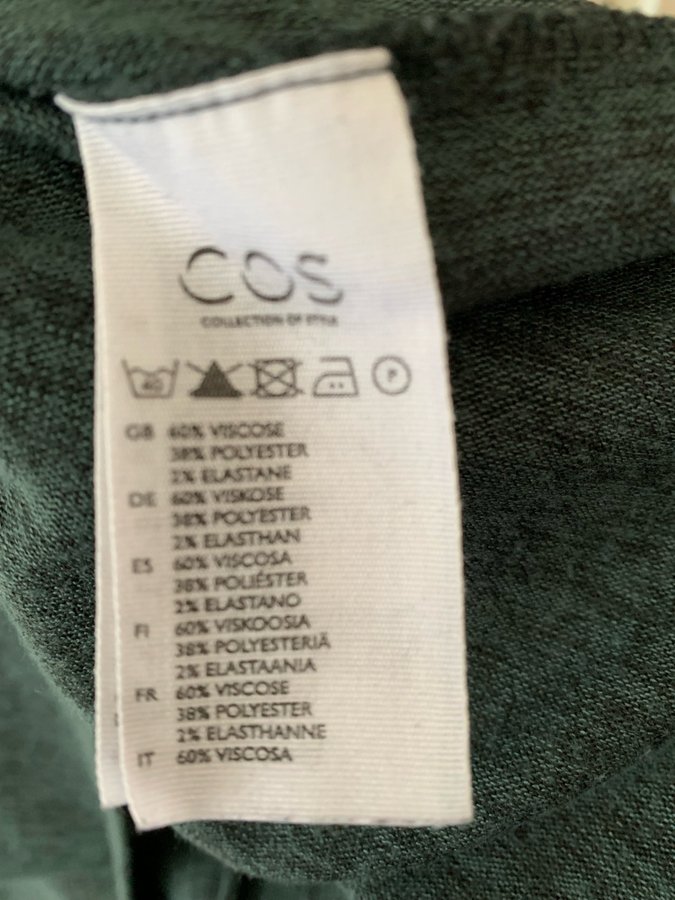 COS
COLLECTION OF STYLE
40 P
GB 60% VISCOSE
38% POLYESTER
2% ELASTANE
DE 60% VISKOSE
38% POLYESTER
2% ELASTHAN
ES 60% VISCOSA
38% POLIÉSTER
2% ELASTANO
FI 60% VISKOOSIA
38% POLYESTERIÄ
2% ELASTAANIA
FR 60% VISCOSE
38% POLYESTER
2% ELASTHANNE
IT 60% VISCOSA